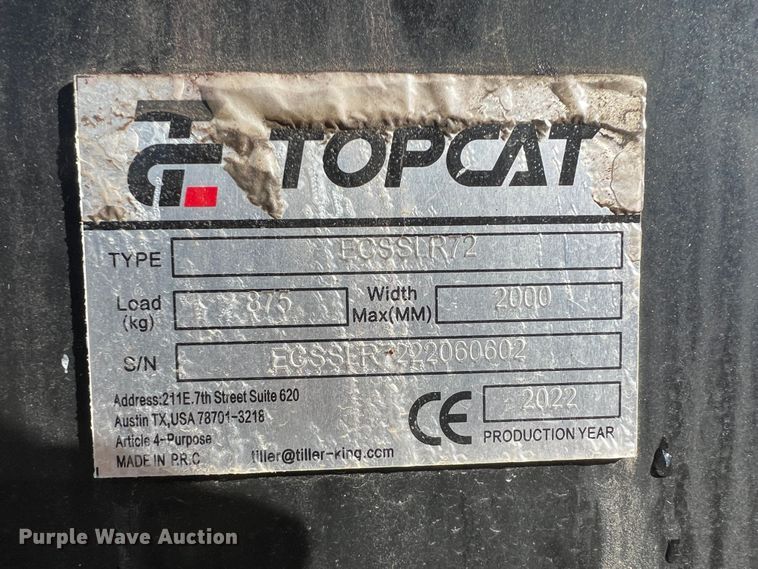 TOPCAT
TYPE ECSSLR72
Load (kg) 875 Width Max(MM) 2000
S/N ECSSLR7222060602
Address:211E.7th Street Suite 620
Austin TX,USA 78701-3218
Article 4-Purpose
MADE IN P.R.C
tiller@tiller-king.com
CE
2022
PRODUCTION YEAR
Purple Wave Auction